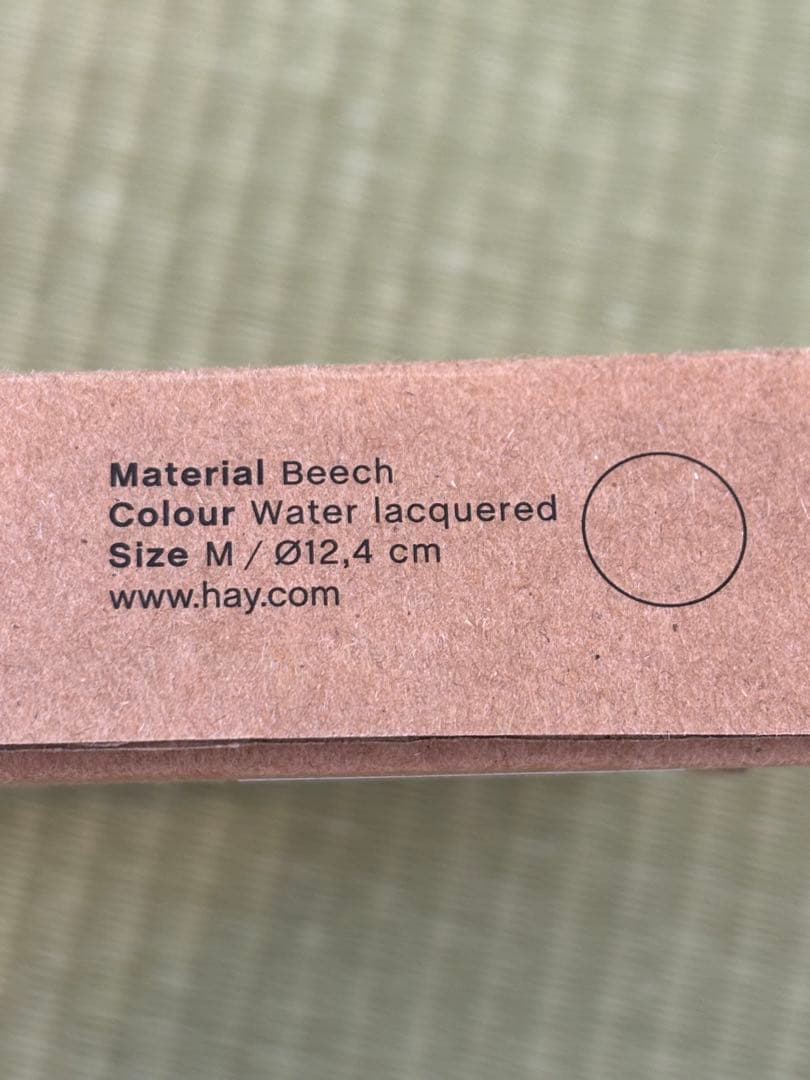 Material Beech
Colour Water lacquered
Size M / Ø12,4 cm
www.hay.com